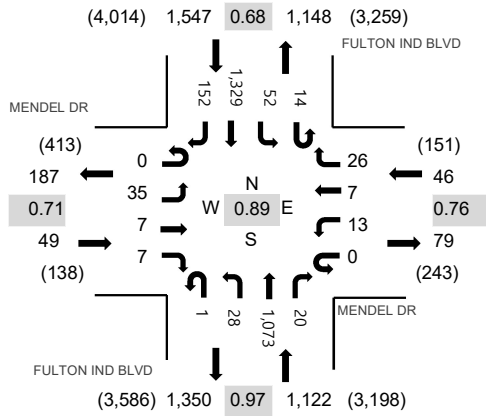 (4,014) 1,547 0.68 1,148 (3,259)
FULTON IND BLVD
152 1,329 52 14
MENDEL DR
(413) (151)
0 26
187 46
35 N 7
0.71 W 0.89 E 0.76
7 S 13
49 79
7 0
(138) (243)
1 28 1,073 20
MENDEL DR
FULTON IND BLVD
(3,586) 1,350 0.97 1,122 (3,198)